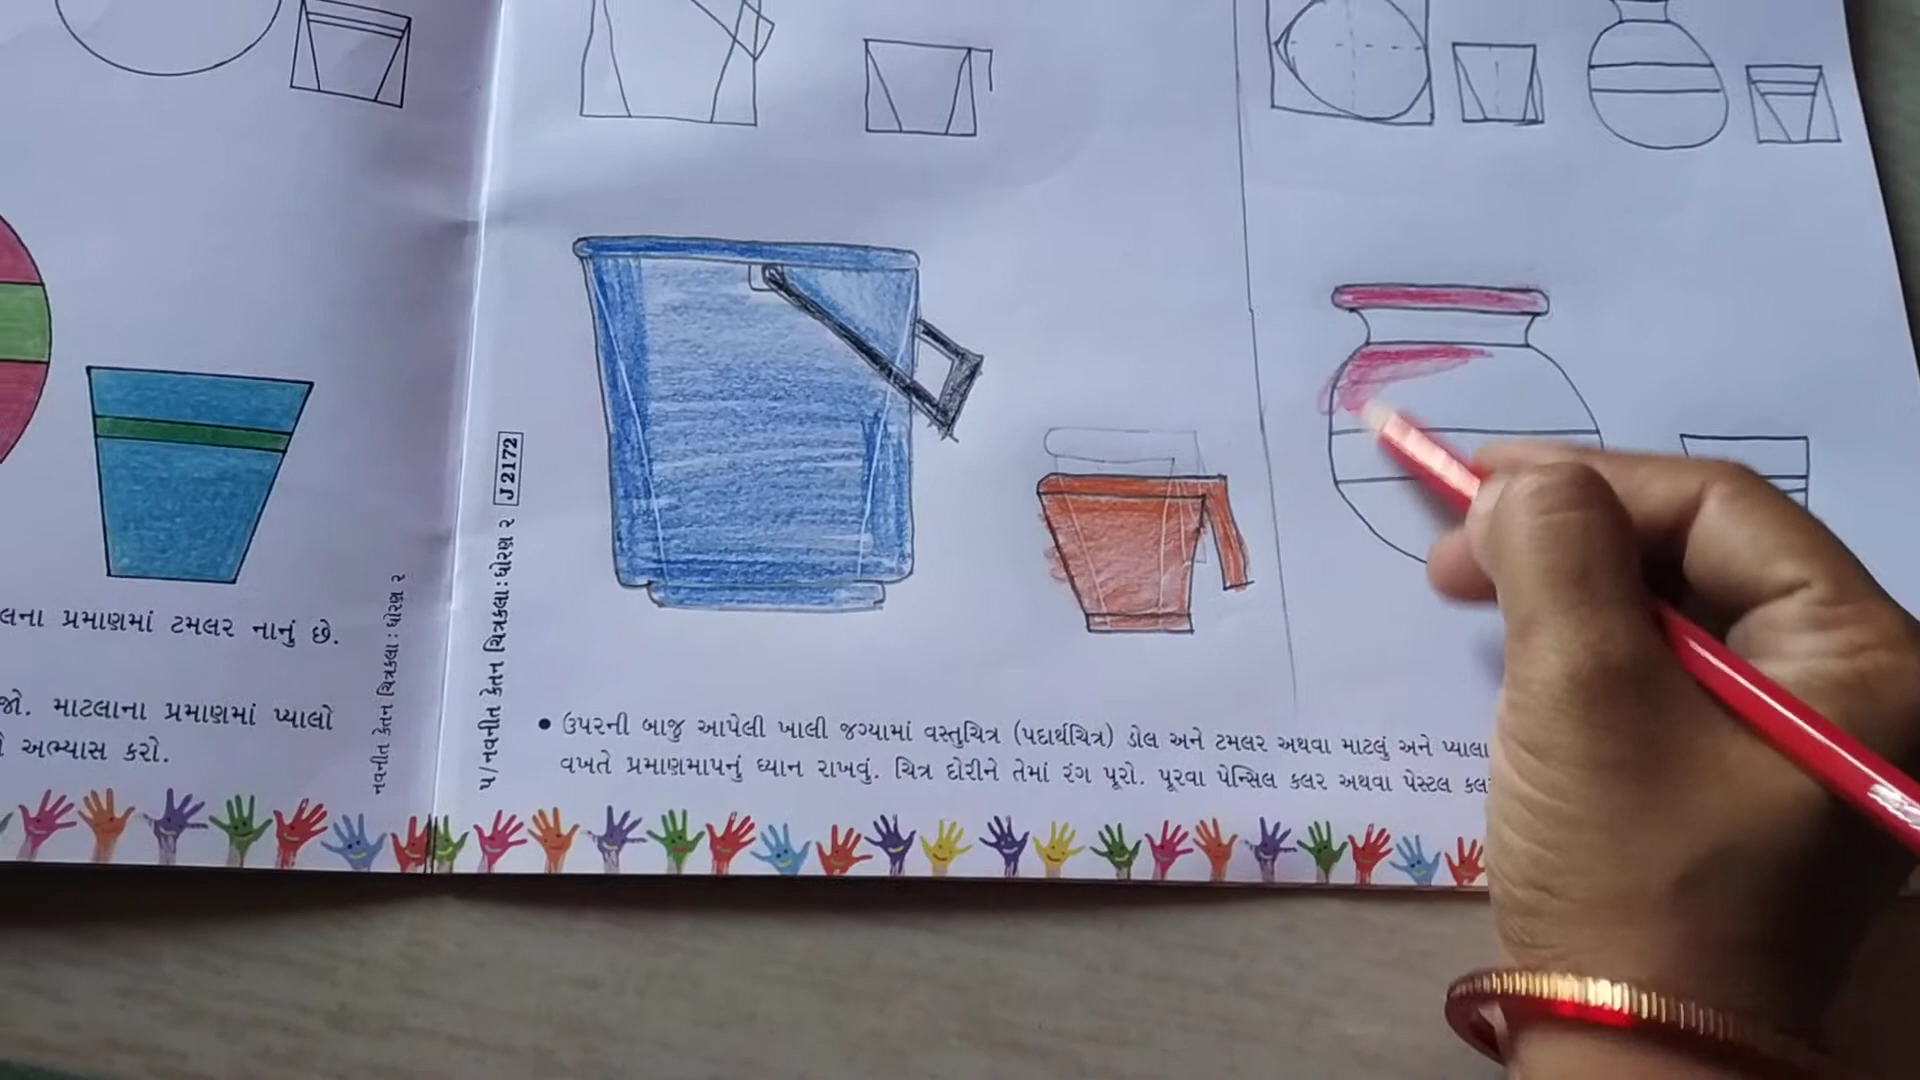 લના પ્રમાણમાં ટમલર નાનું છે.
જો. માટલાના પ્રમાણમાં પ્યાલો
અભ્યાસ કરો.
નવનીત કેતન ચિત્રકલા : ધોરણ ૨
૫/નવનીત કેતન ચિત્રકલા : ધોરણ ૨ J 2172
● ઉપરની બાજુ આપેલી ખાલી જગ્યામાં વસ્તુચિત્ર (પદાર્થચિત્ર) ડોલ અને ટમલર અથવા માટલું અને પ્યાલા
વખતે પ્રમાણમાપનું ધ્યાન રાખવું. ચિત્ર દોરીને તેમાં રંગ પૂરો. પૂરવા પેન્સિલ કલર અથવા પેસ્ટલ કલ